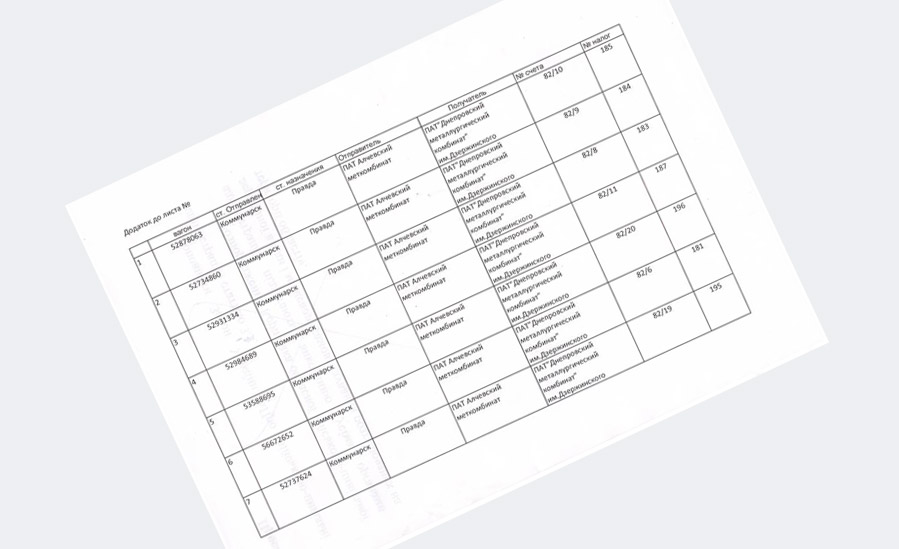 Додаток до листа №
вагон ст. Отправлен ст. назначения Отправитель Получатель № счета № налог
1 52878063 Коммунарск Правда ПАТ Алчевский меткомбинат ПАТ"Днепровский металлургический комбинат" им.Дзержинского 82/10 185
2 52734860 Коммунарск Правда ПАТ Алчевский меткомбинат ПАТ"Днепровский металлургический комбинат" им.Дзержинского 82/9 184
3 52931334 Коммунарск Правда ПАТ Алчевский меткомбинат ПАТ"Днепровский металлургический комбинат" им.Дзержинского 82/8 183
4 52984689 Коммунарск Правда ПАТ Алчевский меткомбинат ПАТ"Днепровский металлургический комбинат" им.Дзержинского 82/11 187
5 53588695 Коммунарск Правда ПАТ Алчевский меткомбинат ПАТ"Днепровский металлургический комбинат" им.Дзержинского 82/20 196
6 56672652 Коммунарск Правда ПАТ Алчевский меткомбинат ПАТ"Днепровский металлургический комбинат" им.Дзержинского 82/6 181
7 52737624 Коммунарск Правда ПАТ Алчевский меткомбинат ПАТ"Днепровский металлургический комбинат" им.Дзержинского 82/19 195